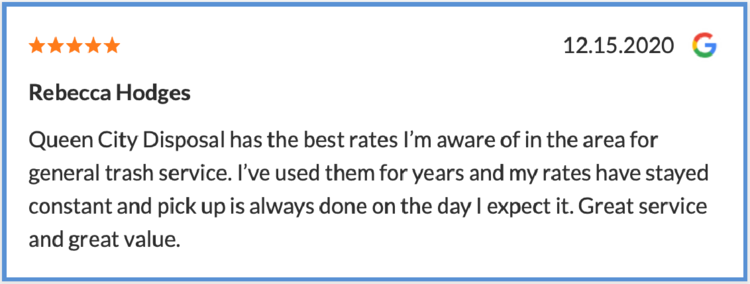 12.15.2020
Rebecca Hodges
Queen City Disposal has the best rates I’m aware of in the area for
general trash service. I’ve used them for years and my rates have stayed
constant and pick up is always done on the day I expect it. Great service
and great value.